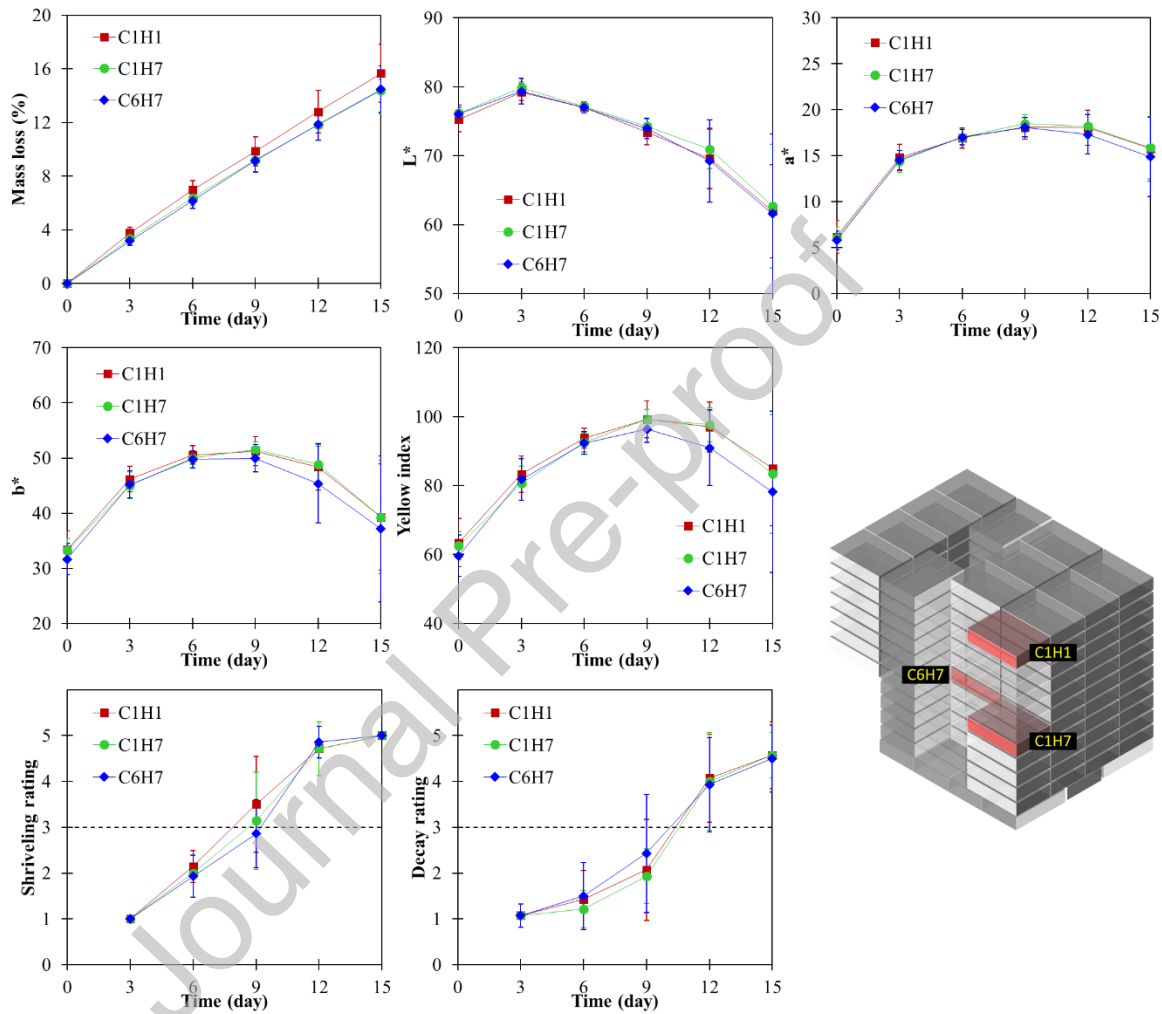 20
16
12
8
4
0
Mass loss (%)
C1H1
C1H7
C6H7
0 3 6 9 12 15
Time (day)
90
80
70
60
50
L*
C1H1
C1H7
C6H7
0 3 6 9 12 15
Time (day)
30
25
20
15
10
5
0
a*
C1H1
C1H7
C6H7
0 3 6 9 12 15
Time (day)
70
60
50
40
30
20
b*
C1H1
C1H7
C6H7
0 3 6 9 12 15
Time (day)
120
100
80
60
40
Yellow index
C1H1
C1H7
C6H7
0 3 6 9 12 15
Time (day)
C1H1
C6H7
C1H7
5
4
3
2
1
0
Shriveling rating
C1H1
C1H7
C6H7
0 3 6 9 12 15
Time (day)
5
4
3
2
1
0
Decay rating
C1H1
C1H7
C6H7
0 3 6 9 12 15
Time (day)
Journal Pre-proof